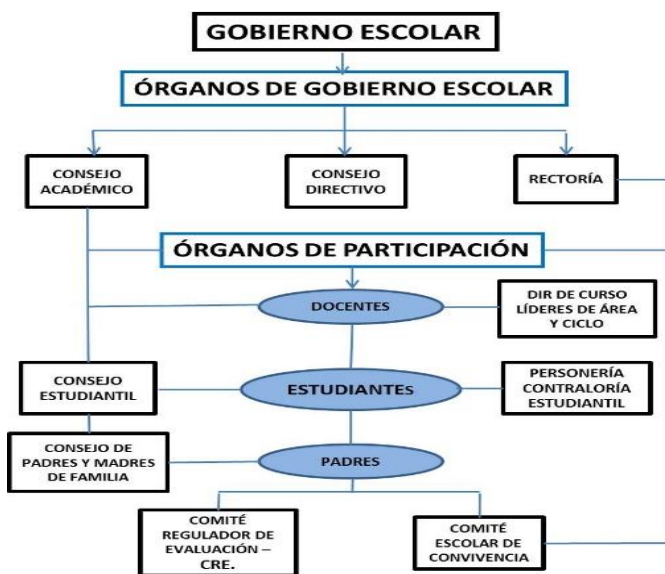 GOBIERNO ESCOLAR
ÓRGANOS DE GOBIERNO ESCOLAR
CONSEJO
ACADÉMICO
CONSEJO
DIRECTIVO
RECTORÍA
ÓRGANOS DE PARTICIPACIÓN
DOCENTES
DIR DE CURSO
LÍDERES DE ÁREA
Y CICLO
CONSEJO
ESTUDIANTIL
ESTUDIANTES
PERSONERÍA
CONTRALORÍA
ESTUDIANTIL
CONSEJO DE
PADRES Y MADRES
DE FAMILIA
PADRES
COMITÉ
REGULADOR DE
EVALUACIÓN –
CRE.
COMITÉ
ESCOLAR DE
CONVIVENCIA